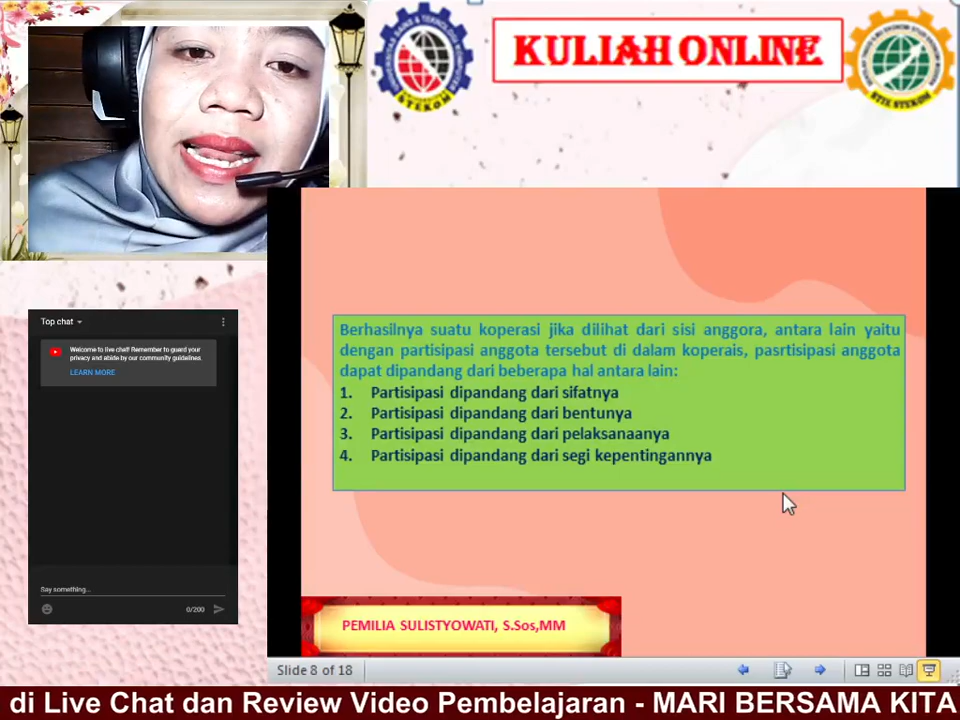 KULIAH ONLINE
STEKOM
STIK STEKOM
Top chat
Welcome to live chat! Remember to guard your
privacy and abide by our community guidelines.
LEARN MORE
Say something...
0/200
Berhasilnya suatu koperasi jika dilihat dari sisi anggora, antara lain yaitu
dengan partisipasi anggota tersebut di dalam koperais, pasrtisipasi anggota
dapat dipandang dari beberapa hal antara lain:
1. Partisipasi dipandang dari sifatnya
2. Partisipasi dipandang dari bentunya
3. Partisipasi dipandang dari pelaksanaanya
4. Partisipasi dipandang dari segi kepentingannya
PEMILIA SULISTYOWATI, S.Sos,MM
Slide 8 of 18
di Live Chat dan Review Video Pembelajaran - MARI BERSAMA KITA